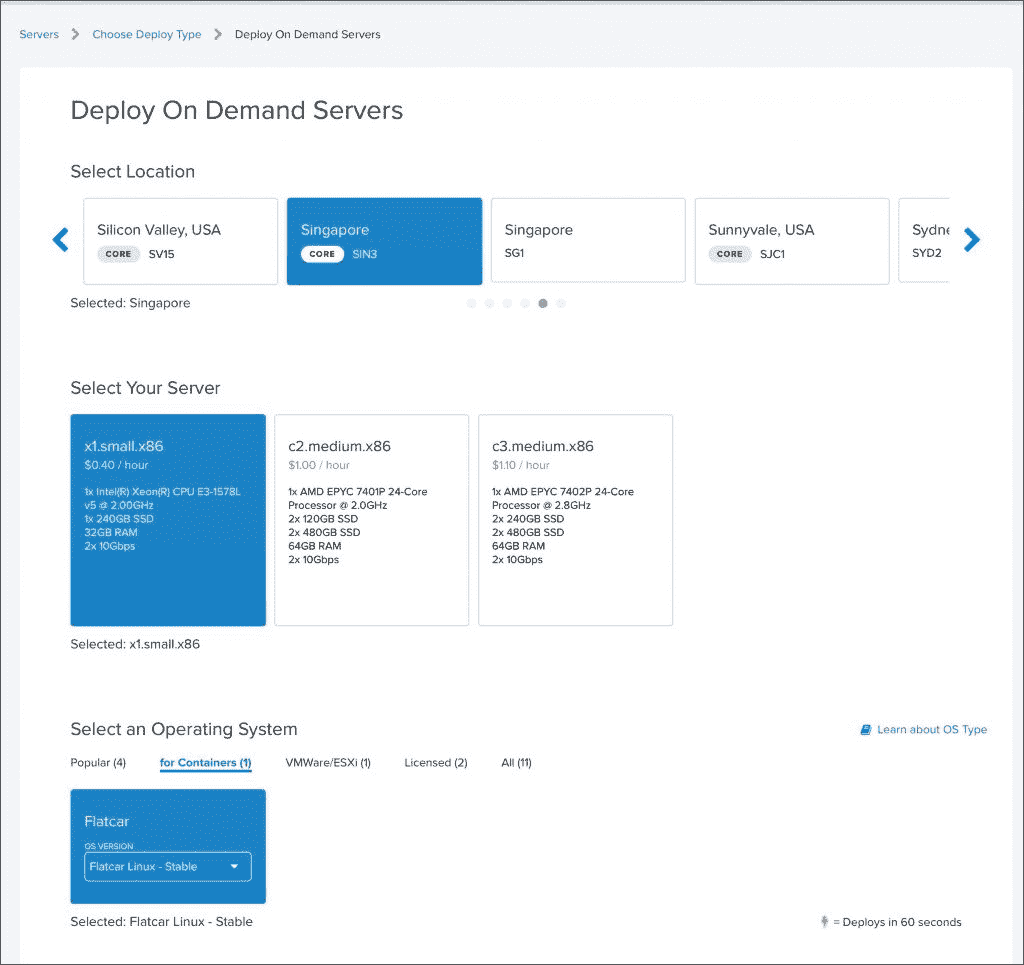 Servers > Choose Deploy Type > Deploy On Demand Servers
Deploy On Demand Servers
Select Location
Silicon Valley, USA
CORE SV15
Singapore
CORE SIN3
Singapore
SG1
Sunnyvale, USA
CORE SJC1
Sydne
SYD2
Selected: Singapore
Select Your Server
x1.small.x86
$0.40 / hour
1x Intel(R) Xeon(R) CPU E3-1578L
v5 @ 2.00GHz
1x 240GB SSD
32GB RAM
2x 10Gbps
c2.medium.x86
$1.00 / hour
1x AMD EPYC 7401P 24-Core
Processor @ 2.0GHz
2x 120GB SSD
2x 480GB SSD
64GB RAM
2x 10Gbps
c3.medium.x86
$1.10 / hour
1x AMD EPYC 7402P 24-Core
Processor @ 2.8GHz
2x 240GB SSD
2x 480GB SSD
64GB RAM
2x 10Gbps
Selected: x1.small.x86
Select an Operating System
Learn about OS Type
Popular (4) for Containers (1) VMWare/ESXi (1) Licensed (2) All (11)
Flatcar
OS VERSION
Flatcar Linux - Stable
Selected: Flatcar Linux - Stable
= Deploys in 60 seconds